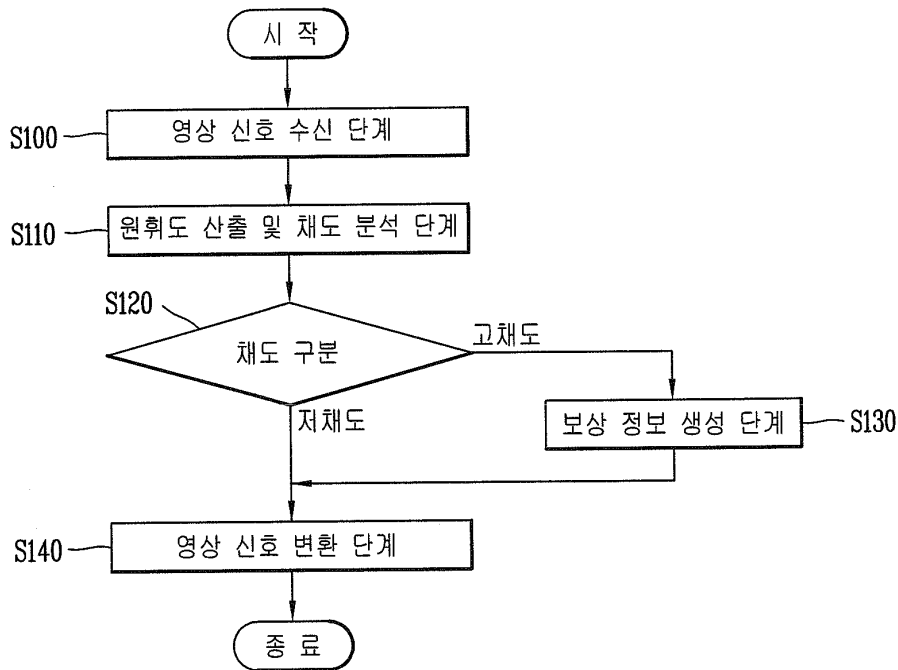 시 작
S100
영상 신호 수신 단계
S110
원휘도 산출 및 채도 분석 단계
S120
채도 구분
고채도
저채도
보상 정보 생성 단계
S130
S140
영상 신호 변환 단계
종 료